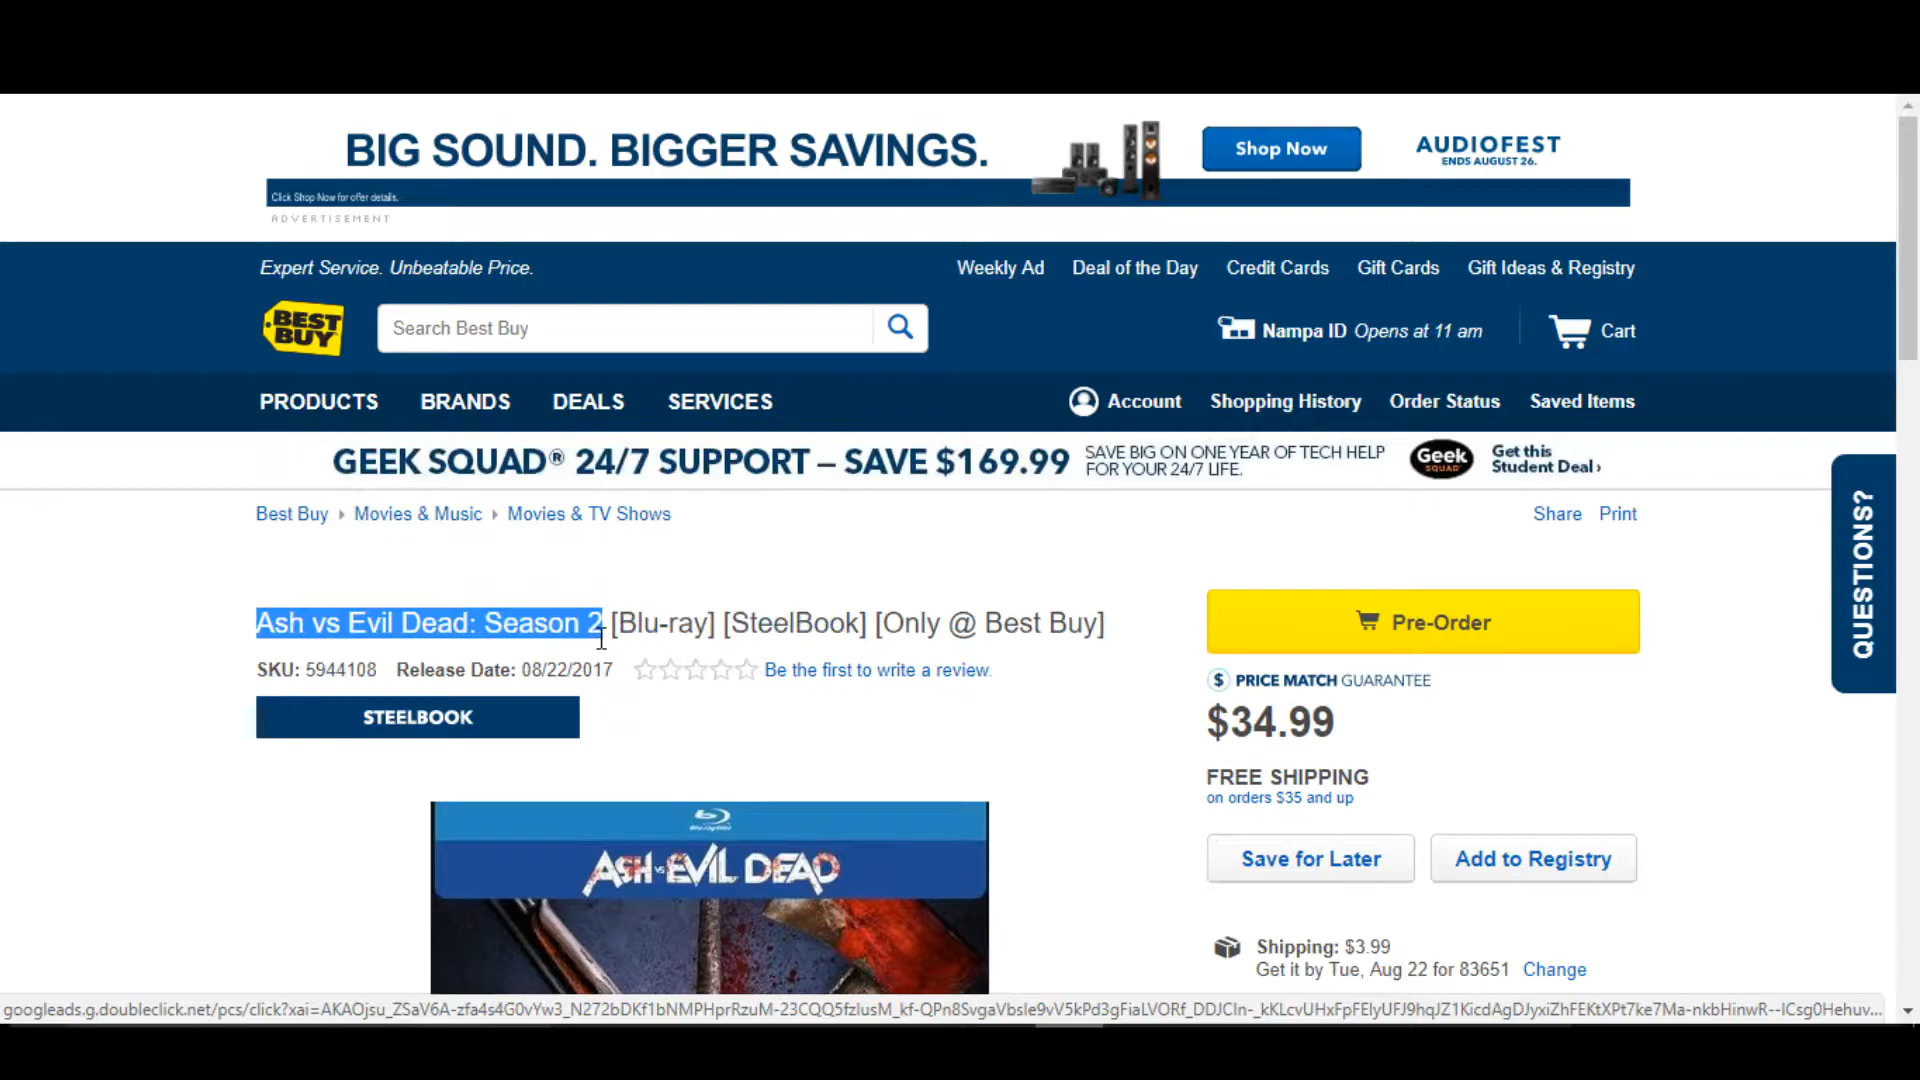 BIG SOUND. BIGGER SAVINGS.
Shop Now
AUDIOFEST
ENDS AUGUST 26.
Click Shop Now for offer details.
ADVERTISEMENT
Expert Service. Unbeatable Price.
Weekly Ad
Deal of the Day
Credit Cards
Gift Cards
Gift Ideas & Registry
BEST
BUY
Search Best Buy
Nampa ID Opens at 11 am
Cart
PRODUCTS
BRANDS
DEALS
SERVICES
Account
Shopping History
Order Status
Saved Items
GEEK SQUAD® 24/7 SUPPORT – SAVE $169.99
SAVE BIG ON ONE YEAR OF TECH HELP
FOR YOUR 24/7 LIFE.
Geek
SQUAD
Get this
Student Deal ›
QUESTIONS?
Best Buy
Movies & Music
Movies & TV Shows
Share
Print
Ash vs Evil Dead: Season 2 [Blu-ray] [SteelBook] [Only @ Best Buy]
SKU: 5944108 Release Date: 08/22/2017
Be the first to write a review.
STEELBOOK
Pre-Order
$ PRICE MATCH GUARANTEE
$34.99
FREE SHIPPING
on orders $35 and up
Save for Later
Add to Registry
Shipping: $3.99
Get it by Tue, Aug 22 for 83651 Change
Blu-ray Disc
ASH VS EVIL DEAD